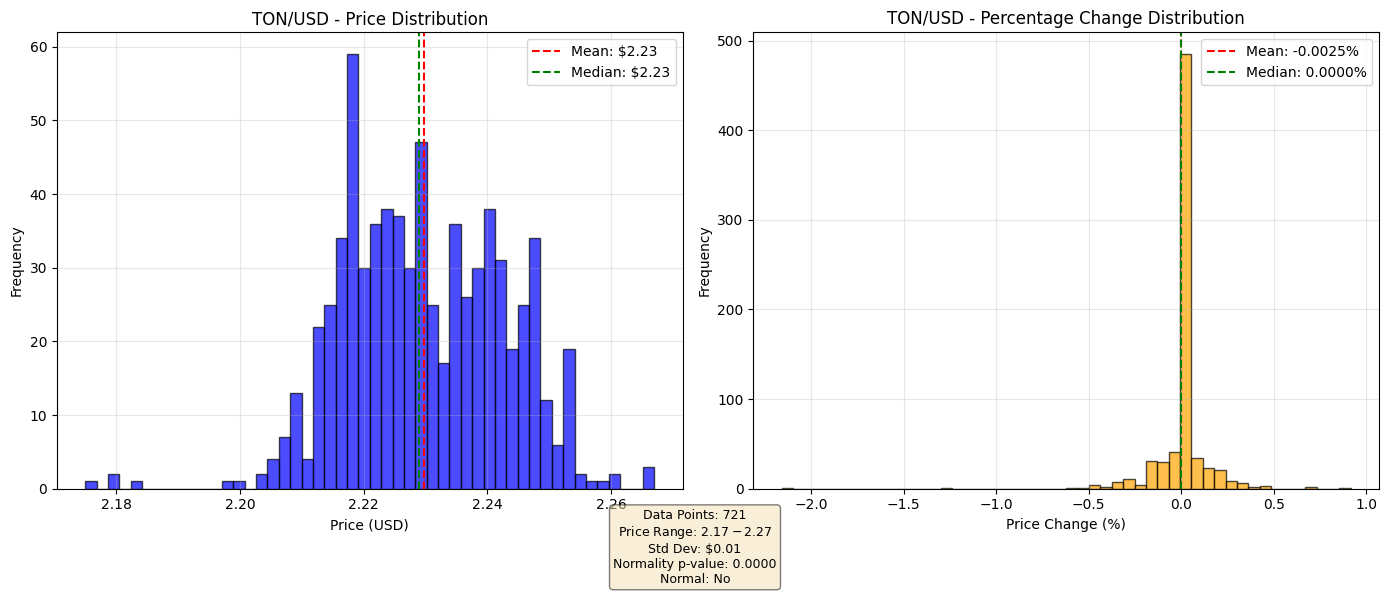 TON/USD - Price Distribution
Mean: $2.23
Median: $2.23
60
50
40
30
20
10
0
Frequency
2.18
2.20
2.22
2.24
2.26
Price (USD)
TON/USD - Percentage Change Distribution
Mean: -0.0025%
Median: 0.0000%
500
400
300
200
100
0
Frequency
−2.0
−1.5
−1.0
−0.5
0.0
0.5
1.0
Price Change (%)
Data Points: 721
Price Range: 2.17 − 2.27
Std Dev: $0.01
Normality p-value: 0.0000
Normal: No